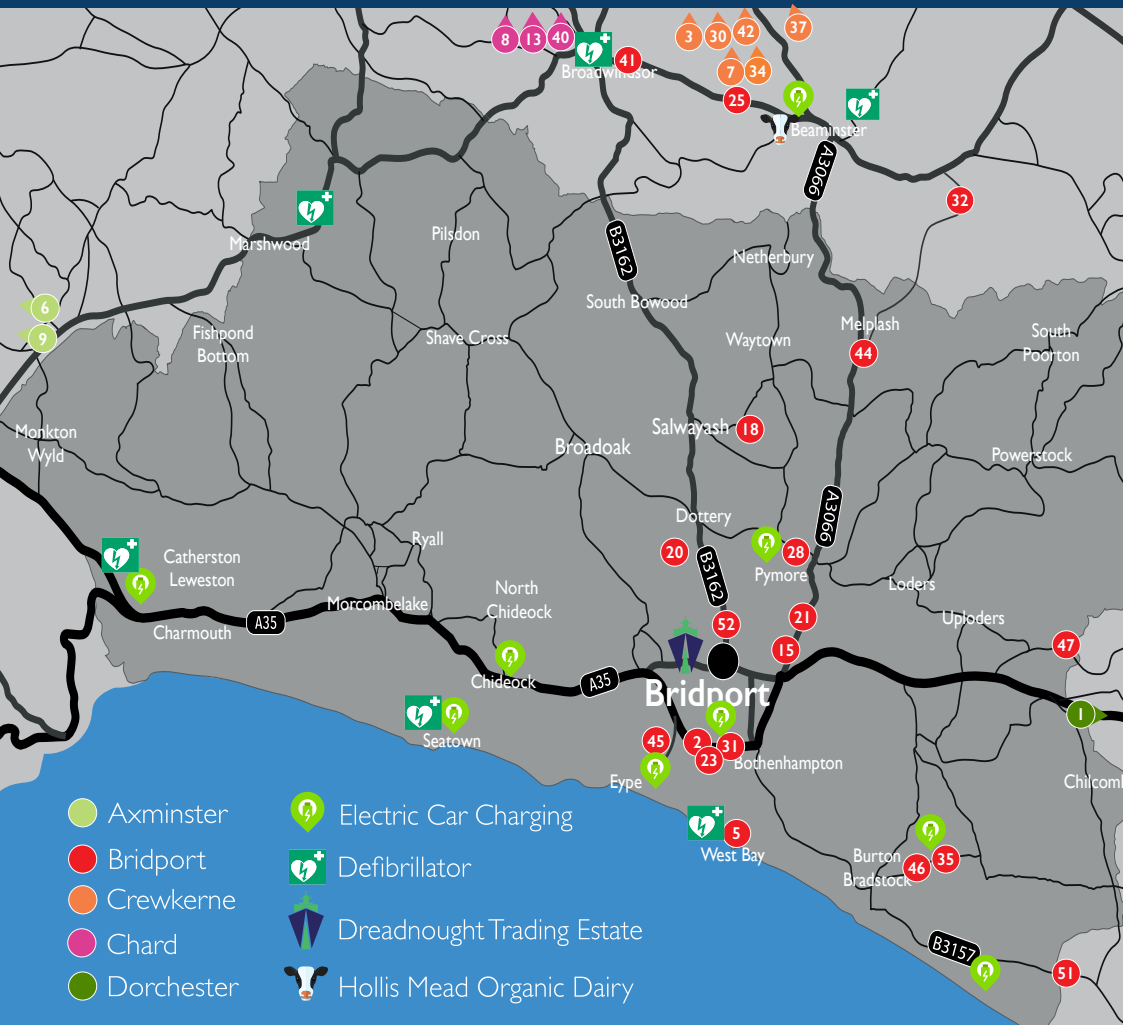 8 13 40
3 30 42 37
7 34
41
Broadwindsor
25
Beaminster
A3066
32
Marshwood
Pilsdon
B3162
Netherbury
South Bowood
6
9
Fishpond
Bottom
Shave Cross
Waytown
Melplash
44
South
Poorton
Monkton
Wyld
Salwayash 18
Broadoak
Powerstock
Dottery
A3066
20
B3162
28
Pymore
Ryall
Catherston
Leweston
North
Chideock
Loders
Morcombelake
A35
Charmouth
52
21
Uploders
15
47
Chideock
A35
Bridport
1
Seatown
45
2
31
23
Bothenhampton
Eype
Chilcom
5
West Bay
Burton
Bradstock
46
35
B3157
51
Axminster
Bridport
Crewkerne
Chard
Dorchester
Electric Car Charging
Defibrillator
Dreadnought Trading Estate
Hollis Mead Organic Dairy